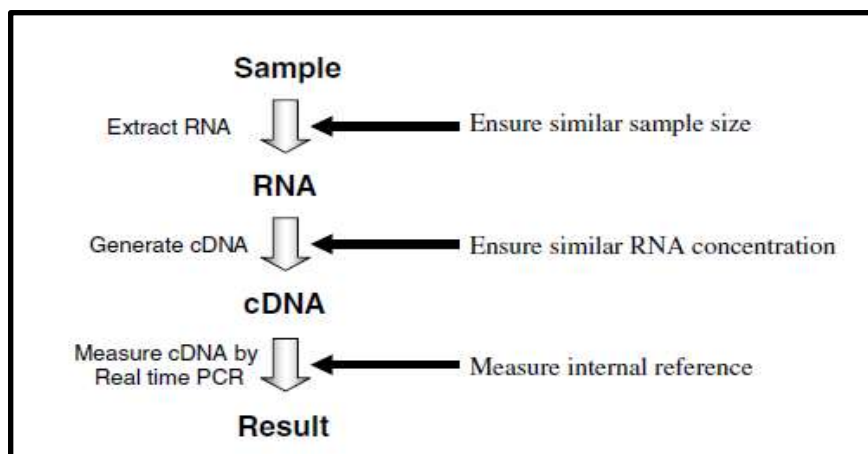 Sample
Extract RNA
Ensure similar sample size
RNA
Generate cDNA
Ensure similar RNA concentration
cDNA
Measure cDNA by
Real time PCR
Measure internal reference
Result